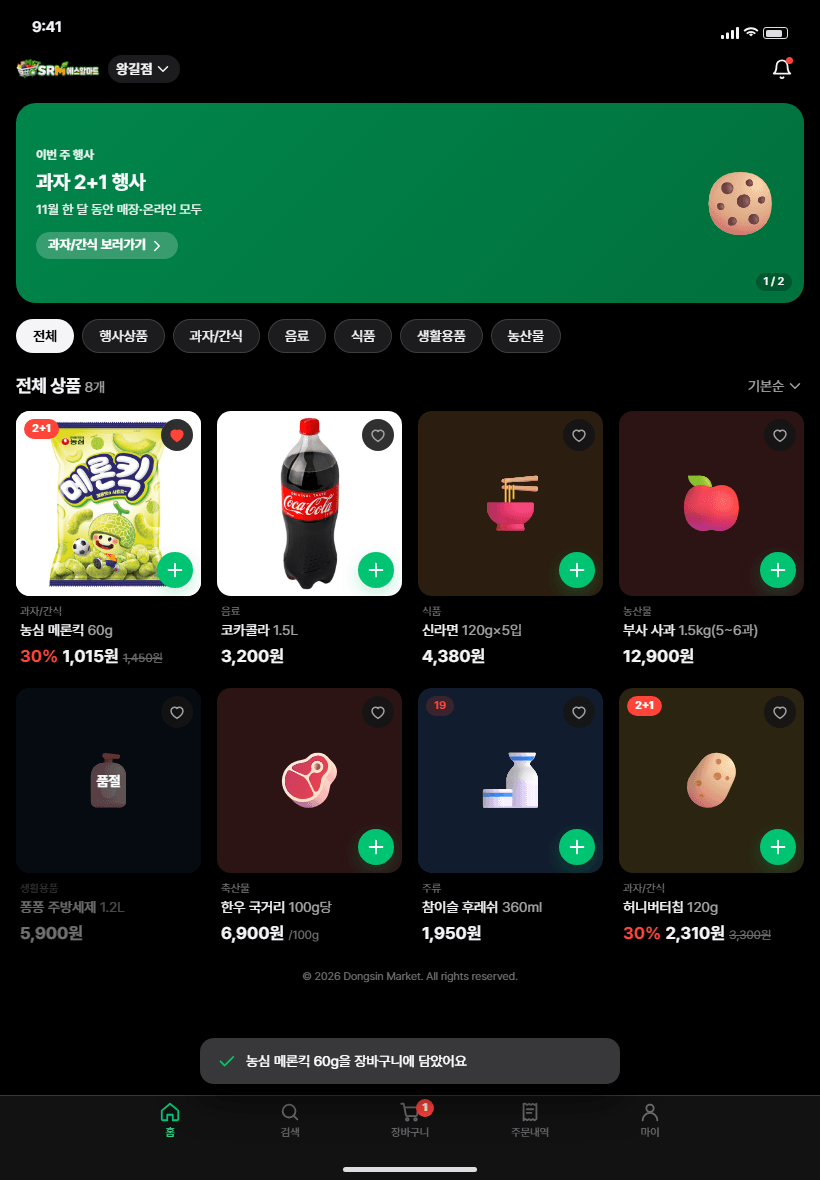 9:41
SRM 에스알마트
왕길점
이번 주 행사
과자 2+1 행사
11월 한 달 동안 매장·온라인 모두
과자/간식 보러가기
1 / 2
전체
행사상품
과자/간식
음료
식품
생활용품
농산물
전체 상품 8개
기본순
2+1
농심
메론킥
ORIGINAL TASTE
Coca-Cola
과자/간식
농심 메론킥 60g
30% 1,015원 1,450원
음료
코카콜라 1.5L
3,200원
식품
신라면 120g×5입
4,380원
농산물
부사 사과 1.5kg(5~6과)
12,900원
품절
19
2+1
생활용품
퐁퐁 주방세제 1.2L
5,900원
축산물
한우 국거리 100g당
6,900원 /100g
주류
참이슬 후레쉬 360ml
1,950원
과자/간식
허니버터칩 120g
30% 2,310원 3,300원
© 2026 Dongsin Market. All rights reserved.
농심 메론킥 60g을 장바구니에 담았어요
1
홈
검색
장바구니
주문내역
마이